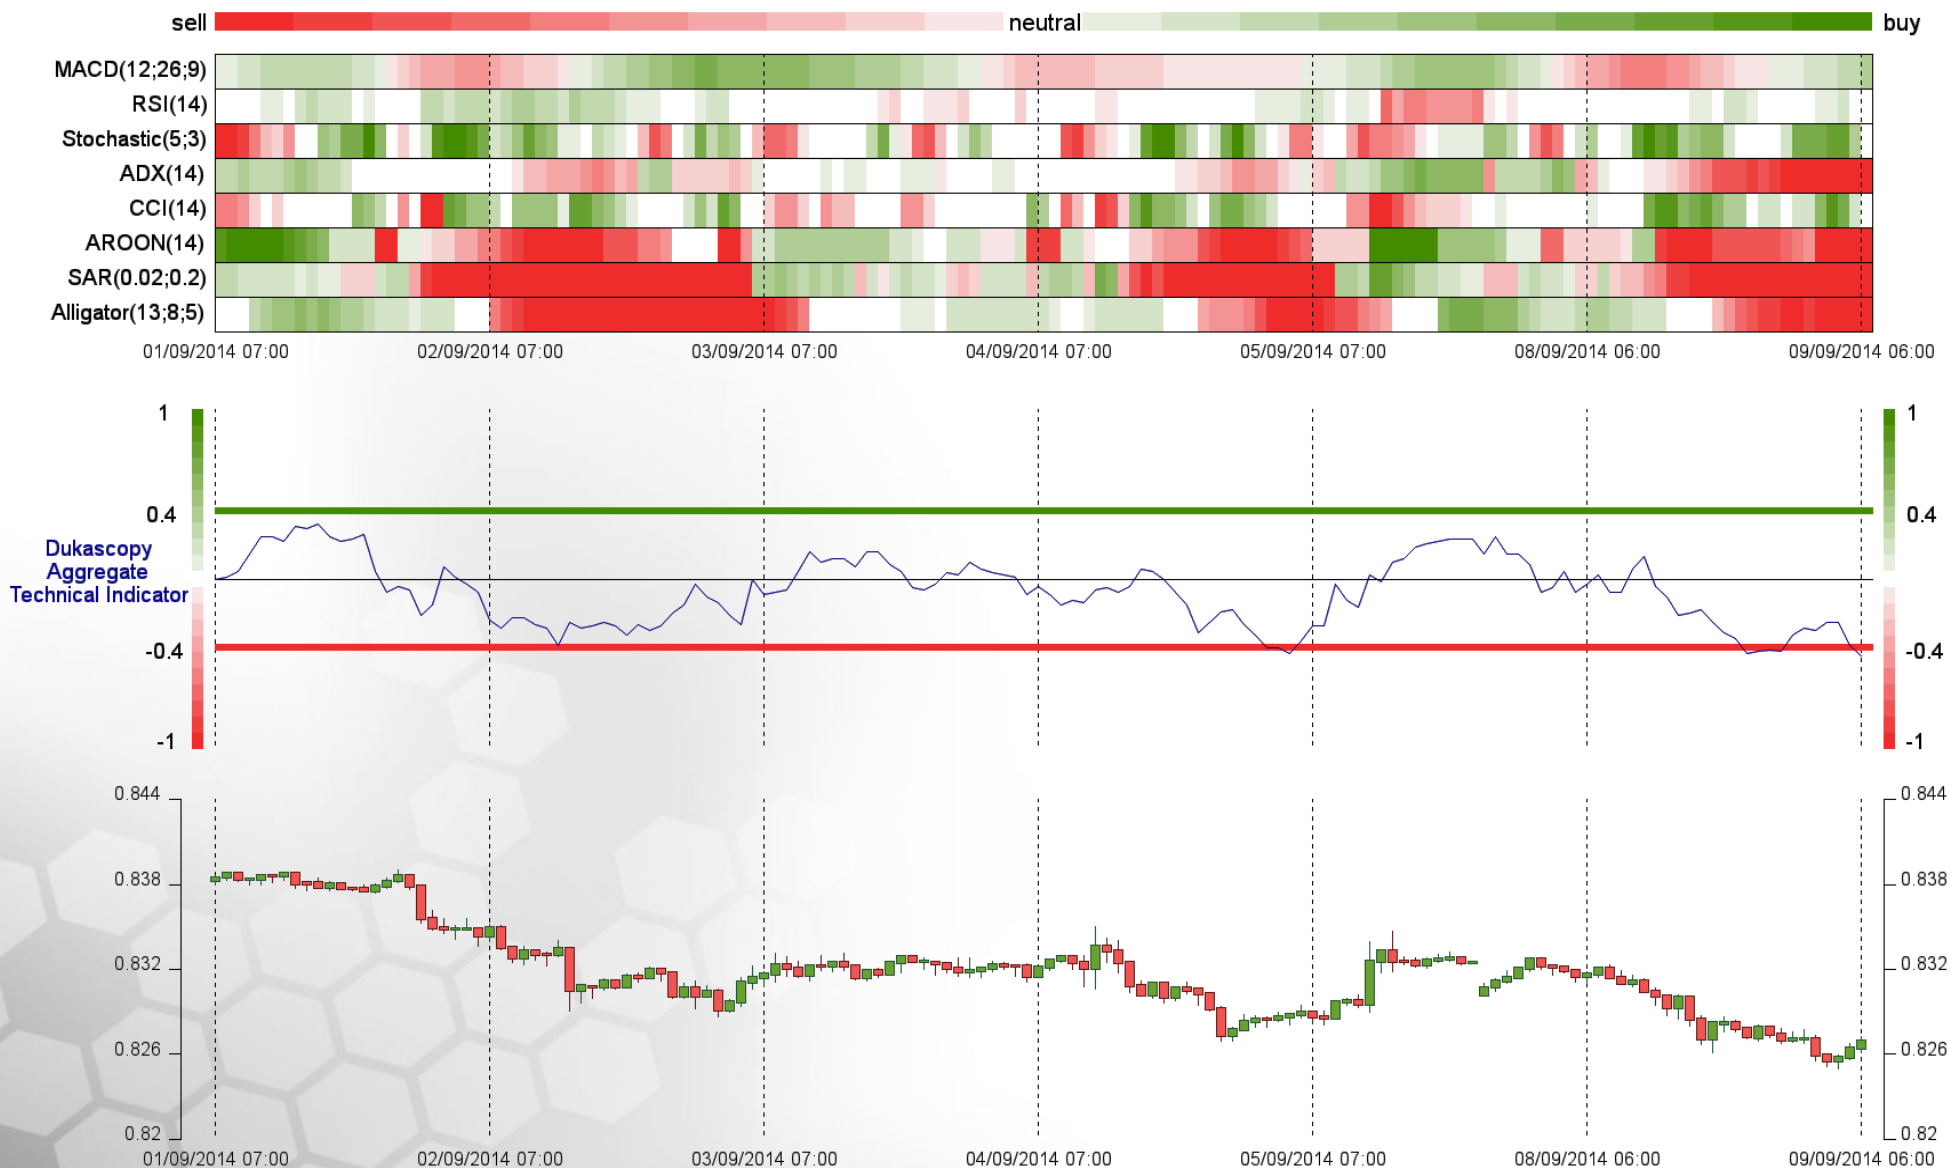 sell neutral buy
MACD(12;26;9)
RSI(14)
Stochastic(5;3)
ADX(14)
CCI(14)
AROON(14)
SAR(0.02;0.2)
Alligator(13;8;5)
01/09/2014 07:00 02/09/2014 07:00 03/09/2014 07:00 04/09/2014 07:00 05/09/2014 07:00 08/09/2014 06:00 09/09/2014 06:00
1 1
0.4 0.4
Dukascopy
Aggregate
Technical Indicator
-0.4 -0.4
-1 -1
0.844 0.844
0.838 0.838
0.832 0.832
0.826 0.826
0.82 0.82
01/09/2014 07:00 02/09/2014 07:00 03/09/2014 07:00 04/09/2014 07:00 05/09/2014 07:00 08/09/2014 06:00 09/09/2014 06:00